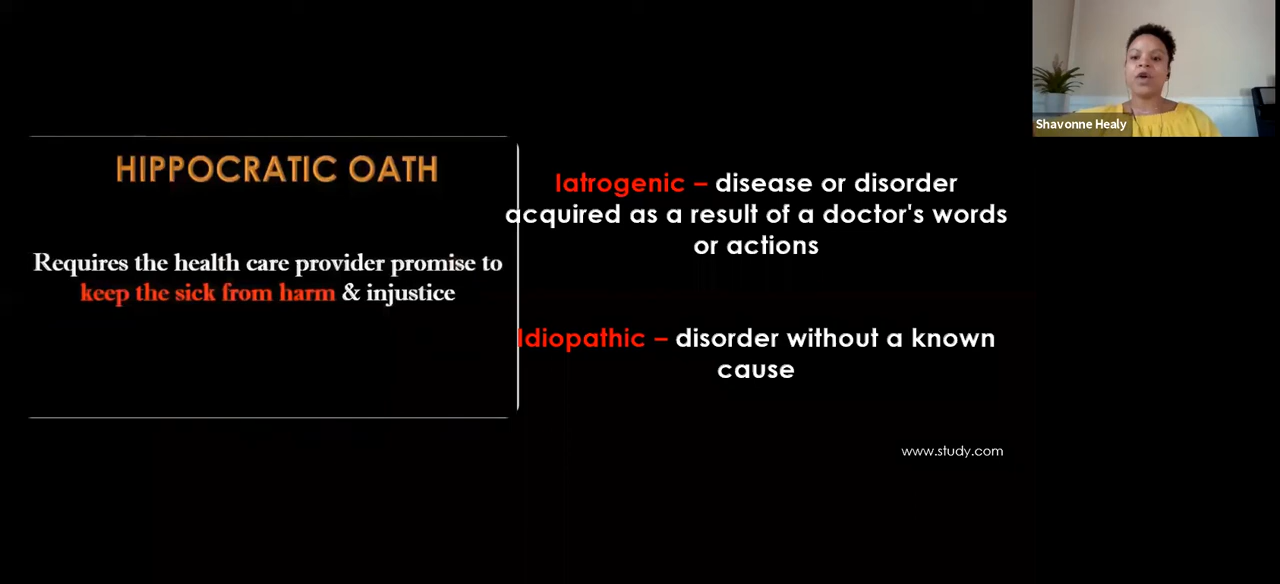 HIPPOCRATIC OATH
Requires the health care provider promise to
keep the sick from harm & injustice
Iatrogenic – disease or disorder
acquired as a result of a doctor's words
or actions
Idiopathic – disorder without a known
cause
www.study.com
Shavonne Healy